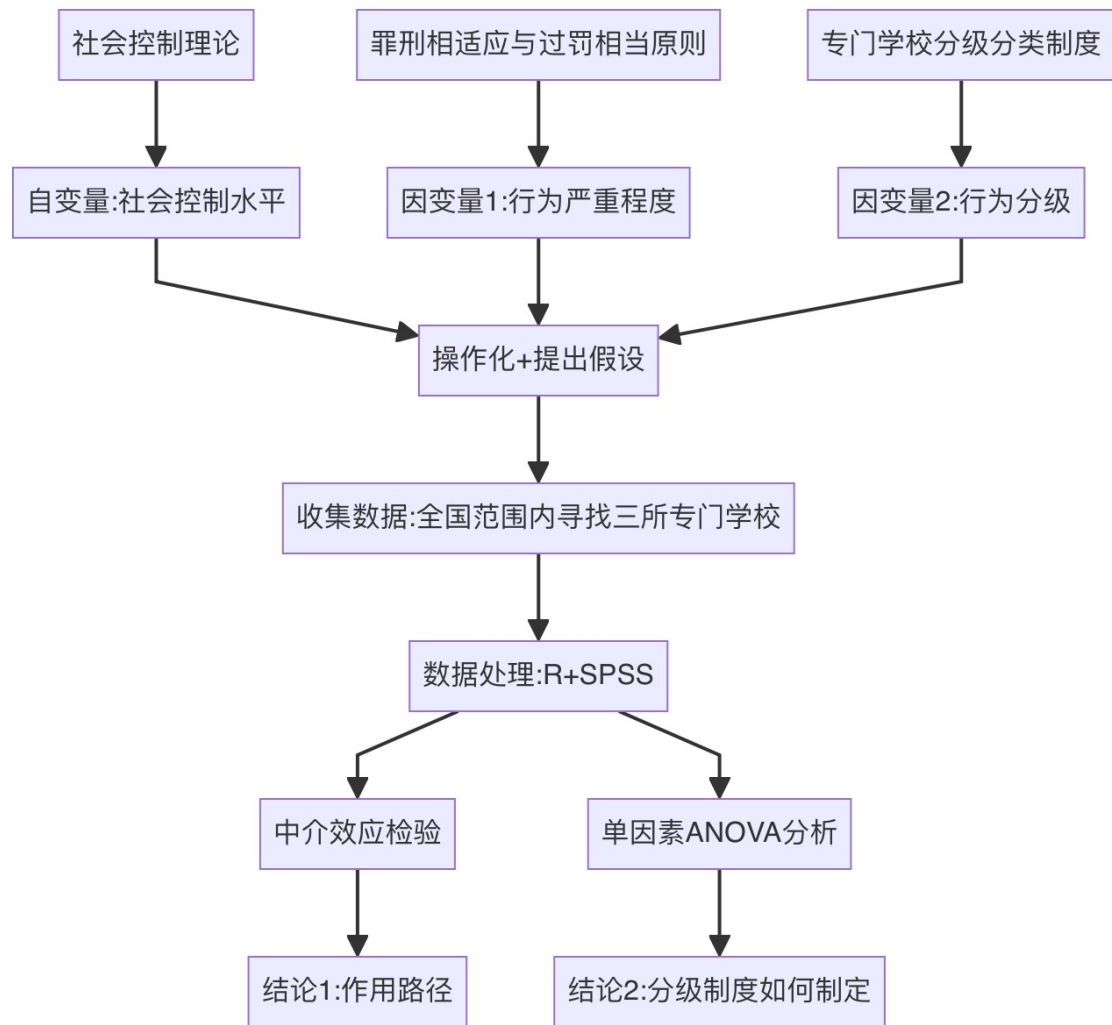 社会控制理论
罪刑相适应与过罚相当原则
专门学校分级分类制度
自变量:社会控制水平
因变量1:行为严重程度
因变量2:行为分级
操作化+提出假设
收集数据:全国范围内寻找三所专门学校
数据处理:R+SPSS
中介效应检验
单因素ANOVA分析
结论1:作用路径
结论2:分级制度如何制定